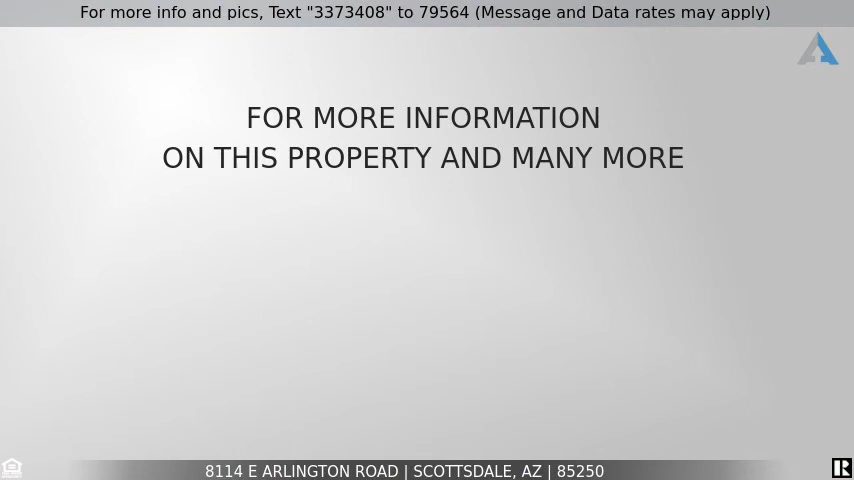 For more info and pics, Text "3373408" to 79564 (Message and Data rates may apply)
FOR MORE INFORMATION
ON THIS PROPERTY AND MANY MORE
8114 E ARLINGTON ROAD | SCOTTSDALE, AZ | 85250